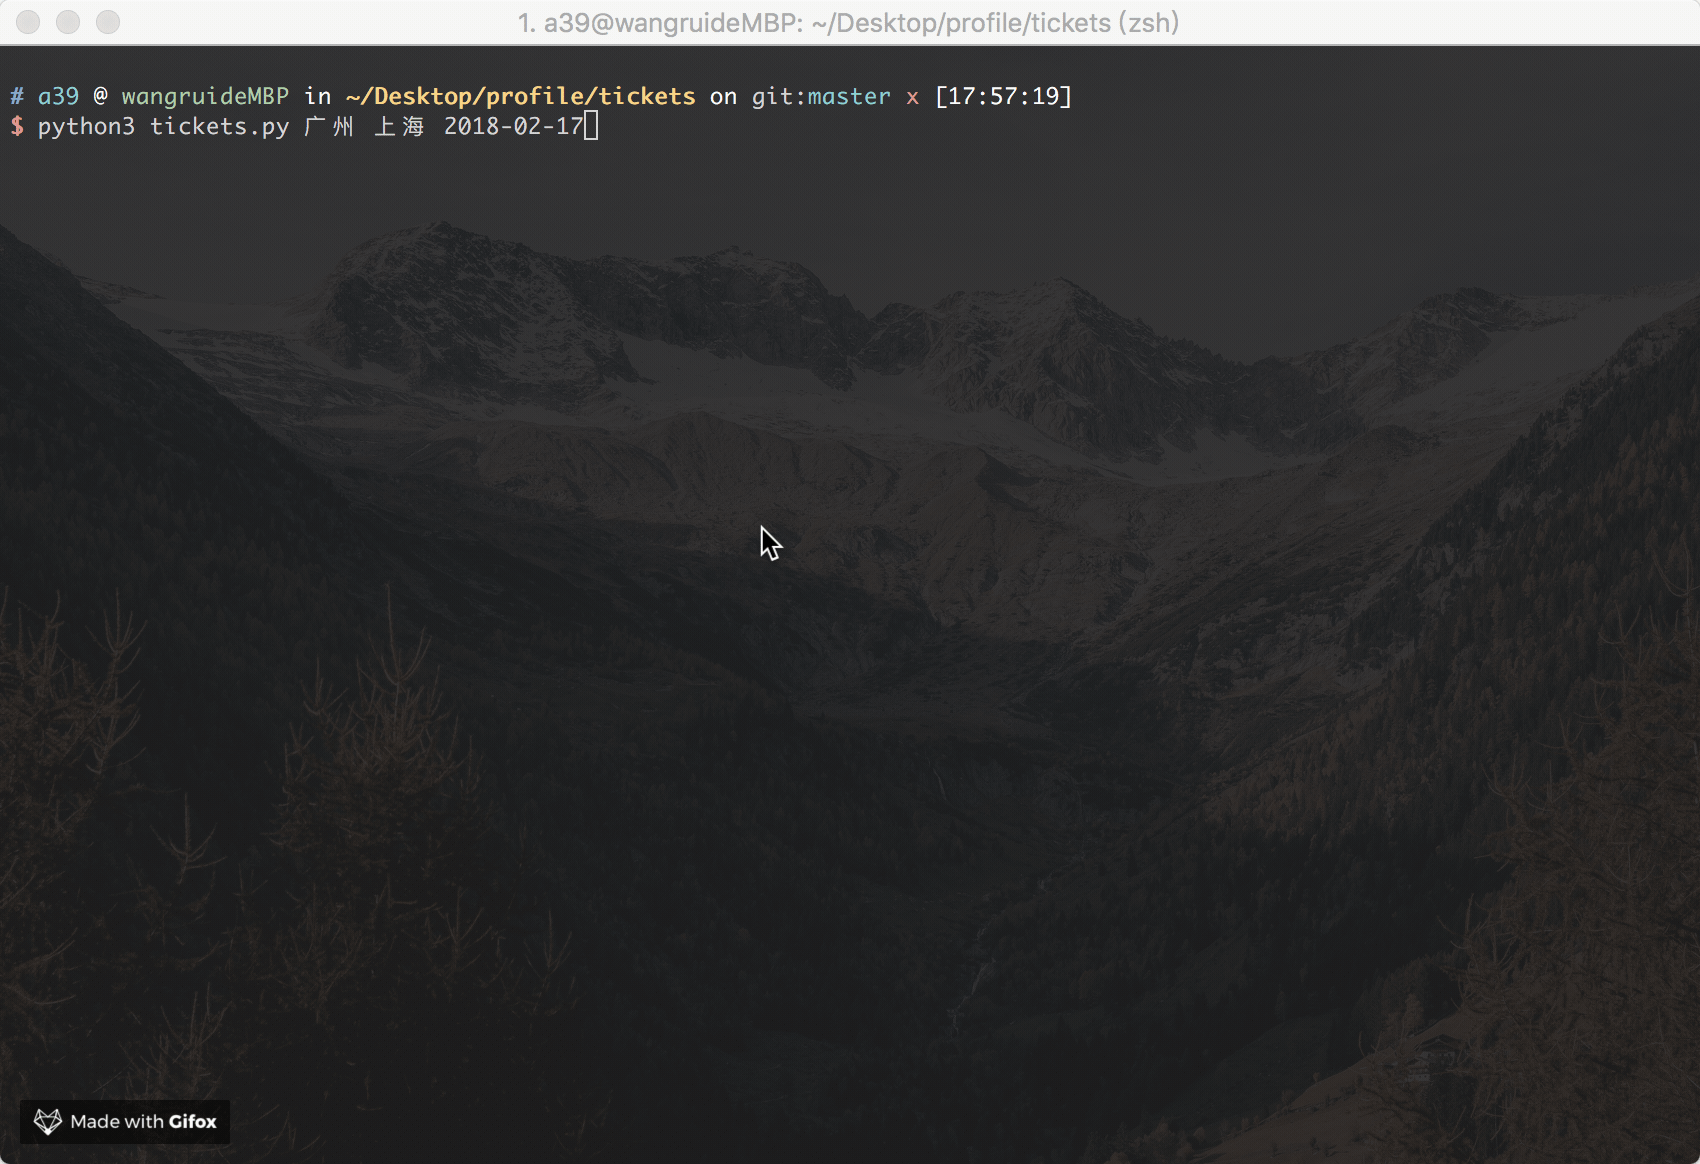 1. a39@wangruideMBP: ~/Desktop/profile/tickets (zsh)
# a39 @ wangruideMBP in ~/Desktop/profile/tickets on git:master x [17:57:19]
$ python3 tickets.py 广州 上海 2018-02-17
Made with Gifox